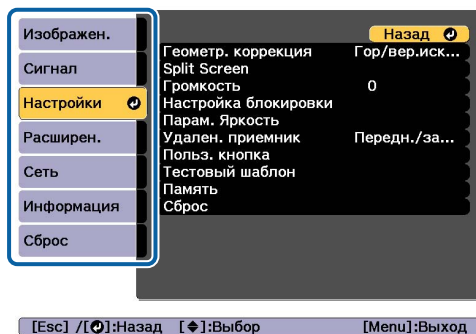 Изображен.
Сигнал
Настройки
Расширен.
Сеть
Информация
Сброс
Назад
Геометр. коррекция Гор/вер.иск...
Split Screen
Громкость 0
Настройка блокировки
Парам. Яркость
Удален. приемник Передн./за...
Польз. кнопка
Тестовый шаблон
Память
Сброс
[Esc] /[ ]:Назад [ ]:Выбор [Menu]:Выход